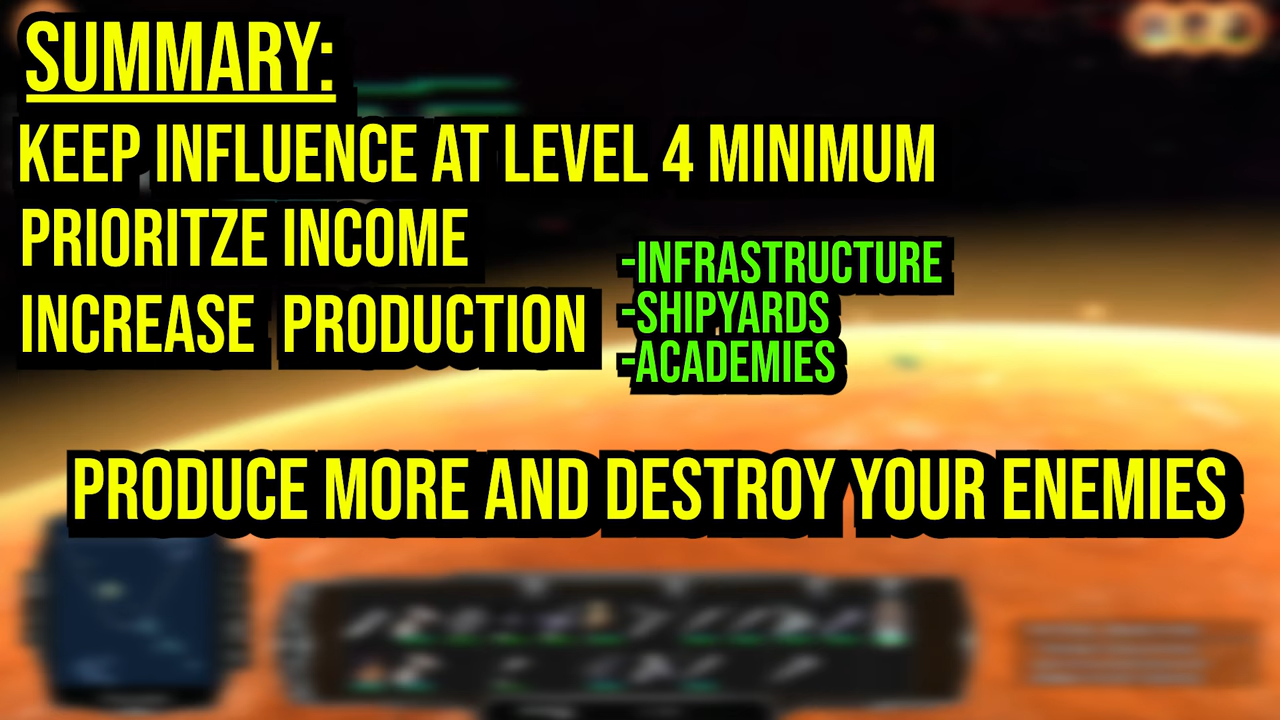 SUMMARY:
KEEP INFLUENCE AT LEVEL 4 MINIMUM
PRIORITZE INCOME
INCREASE PRODUCTION
-INFRASTRUCTURE
-SHIPYARDS
-ACADEMIES
PRODUCE MORE AND DESTROY YOUR ENEMIES